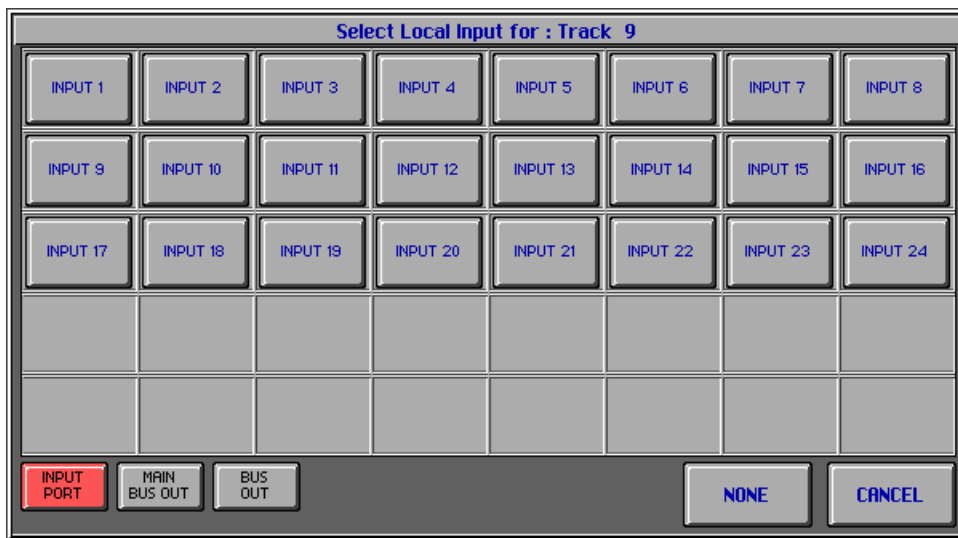 Select Local Input for : Track 9
INPUT 1 INPUT 2 INPUT 3 INPUT 4 INPUT 5 INPUT 6 INPUT 7 INPUT 8
INPUT 9 INPUT 10 INPUT 11 INPUT 12 INPUT 13 INPUT 14 INPUT 15 INPUT 16
INPUT 17 INPUT 18 INPUT 19 INPUT 20 INPUT 21 INPUT 22 INPUT 23 INPUT 24
INPUT PORT
MAIN BUS OUT
BUS OUT
NONE
CANCEL